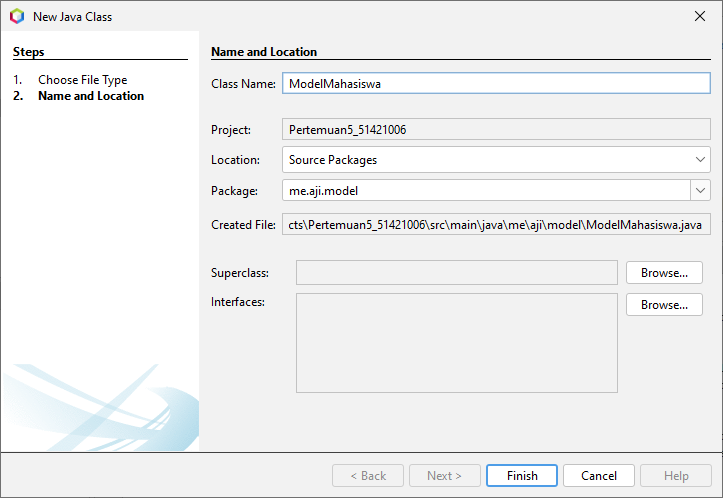 New Java Class
Steps
1. Choose File Type
2. Name and Location
Name and Location
Class Name: ModelMahasiswa
Project: Pertemuan5_51421006
Location: Source Packages
Package: me.aji.model
Created File: cts\Pertemuan5_51421006\src\main\java\me\aji\model\ModelMahasiswa.java
Superclass: Browse...
Interfaces: Browse...
< Back Next > Finish Cancel Help